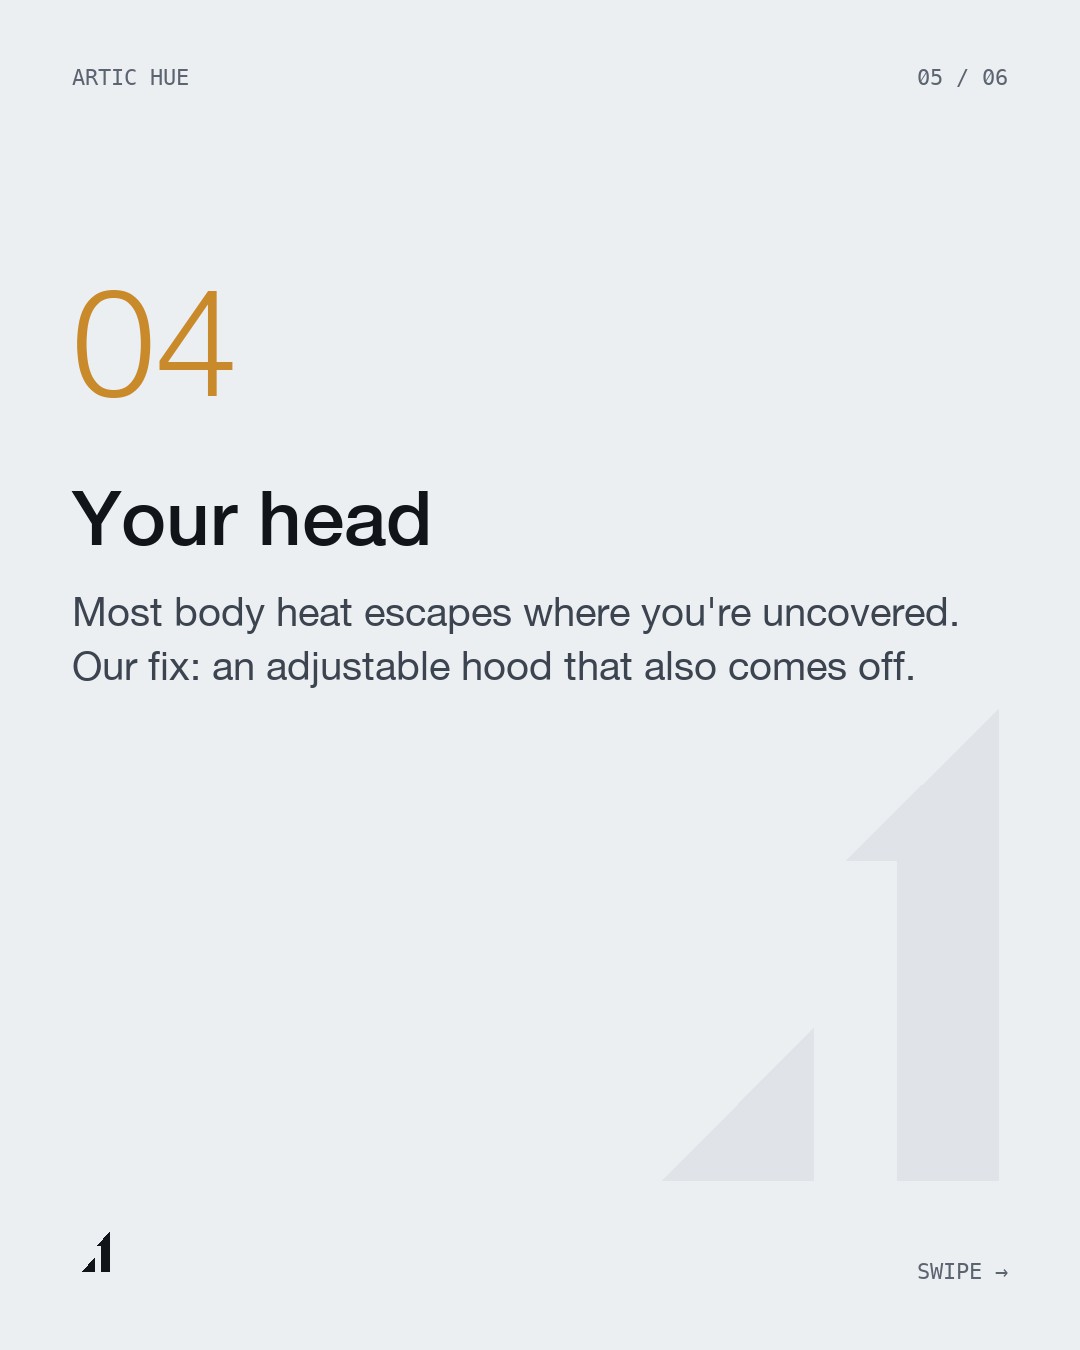 ARTIC HUE
05 / 06
04
Your head
Most body heat escapes where you're uncovered.
Our fix: an adjustable hood that also comes off.
SWIPE →